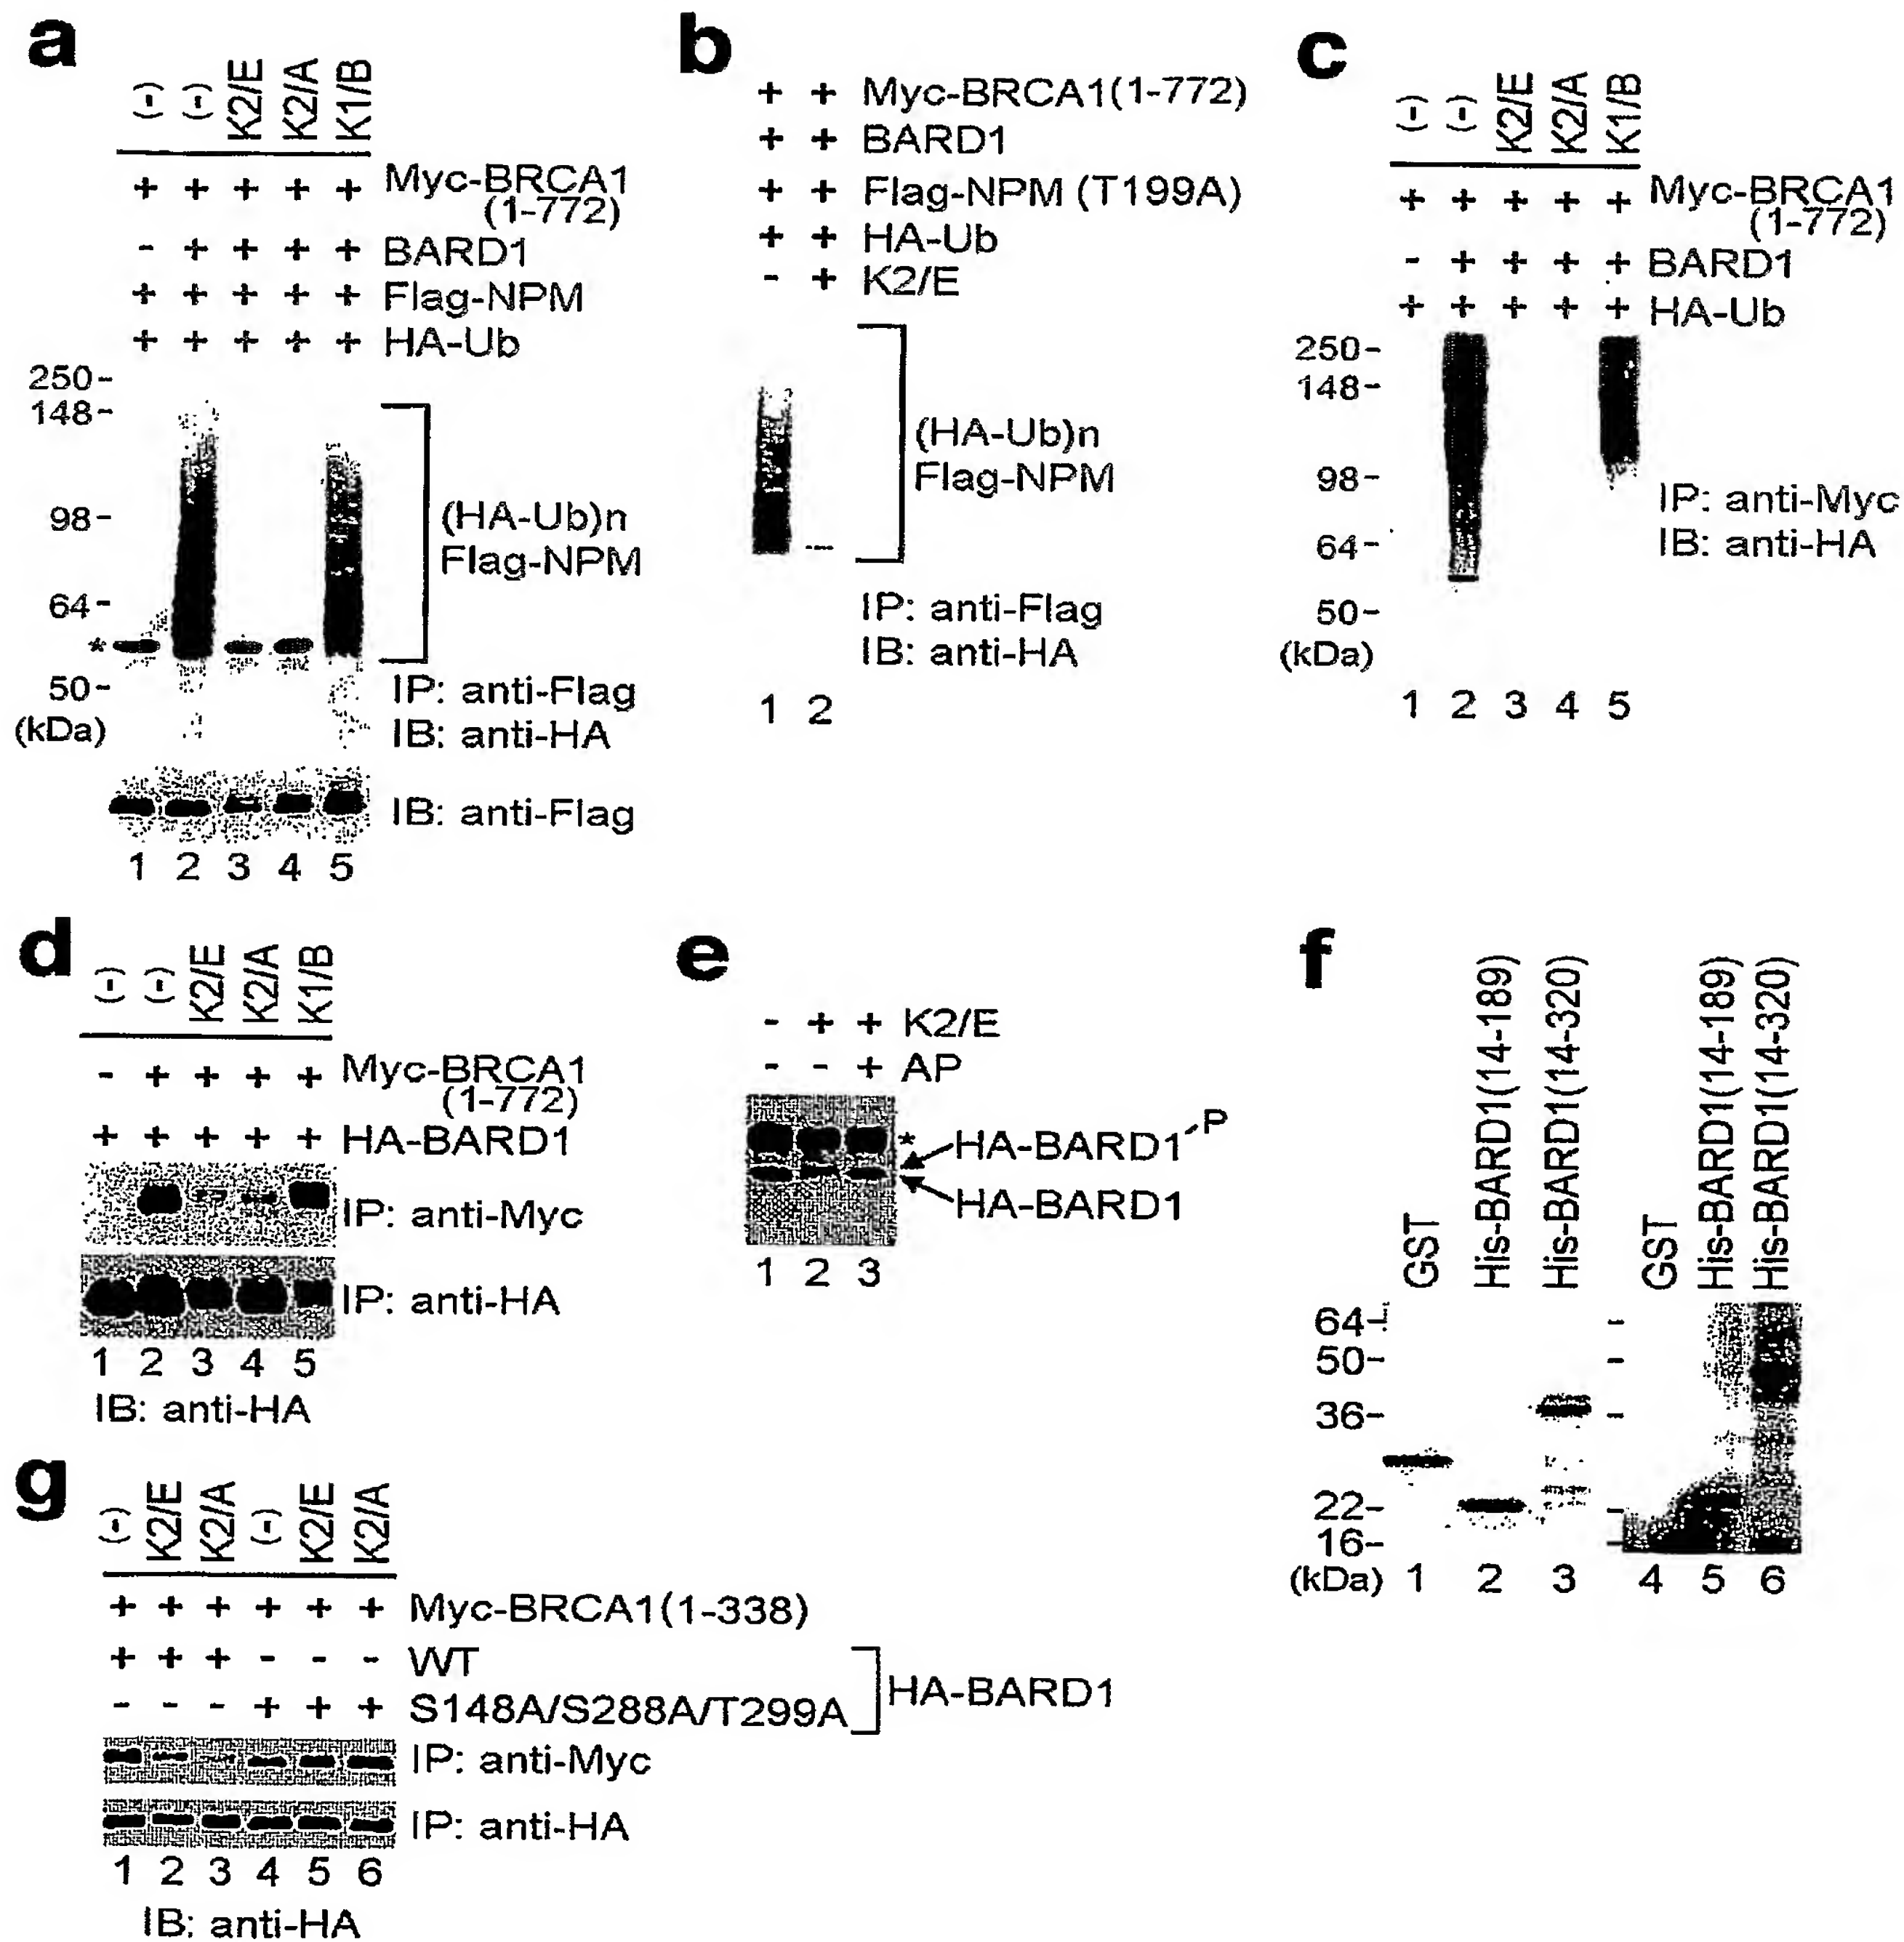 a
(-) (-) K2/E K2/A K1/B
+ + + + + Myc-BRCA1
(1-772)
- + + + + BARD1
+ + + + + Flag-NPM
+ + + + + HA-Ub
250-
148-
98-
64-
*
50-
(kDa)
(HA-Ub)n
Flag-NPM
IP: anti-Flag
IB: anti-HA
IB: anti-Flag
1 2 3 4 5
b
+ + Myc-BRCA1(1-772)
+ + BARD1
+ + Flag-NPM (T199A)
+ + HA-Ub
- + K2/E
(HA-Ub)n
Flag-NPM
IP: anti-Flag
IB: anti-HA
1 2
c
(-) (-) K2/E K2/A K1/B
+ + + + + Myc-BRCA1
(1-772)
- + + + + BARD1
+ + + + + HA-Ub
250-
148-
98-
64-
50-
(kDa)
IP: anti-Myc
IB: anti-HA
1 2 3 4 5
d
(-) (-) K2/E K2/A K1/B
- + + + + Myc-BRCA1
(1-772)
+ + + + + HA-BARD1
IP: anti-Myc
IP: anti-HA
1 2 3 4 5
IB: anti-HA
e
- + + K2/E
- - + AP
* HA-BARD1-P
HA-BARD1
1 2 3
f
GST His-BARD1(14-189) His-BARD1(14-320) GST His-BARD1(14-189) His-BARD1(14-320)
64-
50-
36-
22-
16-
(kDa) 1 2 3 4 5 6
g
(-) K2/E K2/A (-) K2/E K2/A
+ + + + + + Myc-BRCA1(1-338)
+ + + - - - WT
- - - + + + S148A/S288A/T299A
HA-BARD1
IP: anti-Myc
IP: anti-HA
1 2 3 4 5 6
IB: anti-HA